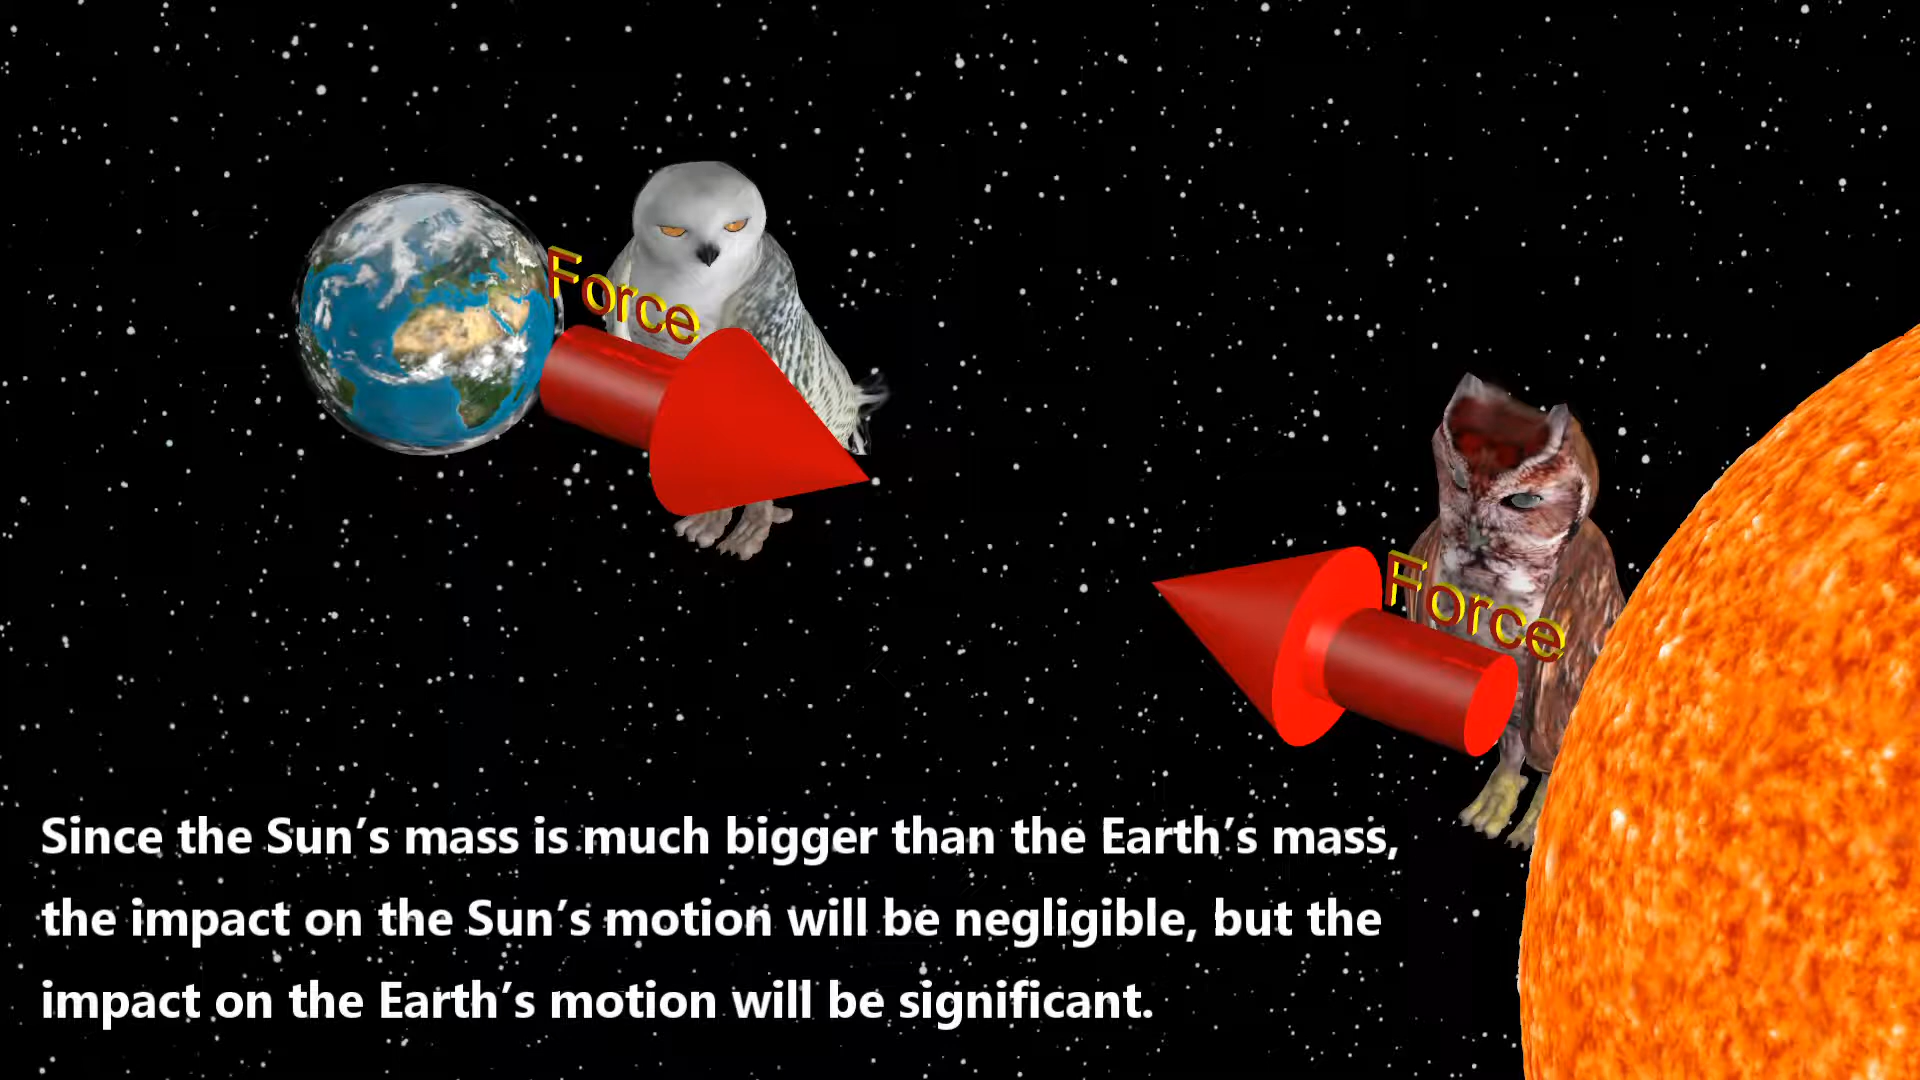 Force
Force
Since the Sun’s mass is much bigger than the Earth’s mass,
the impact on the Sun’s motion will be negligible, but the
impact on the Earth’s motion will be significant.